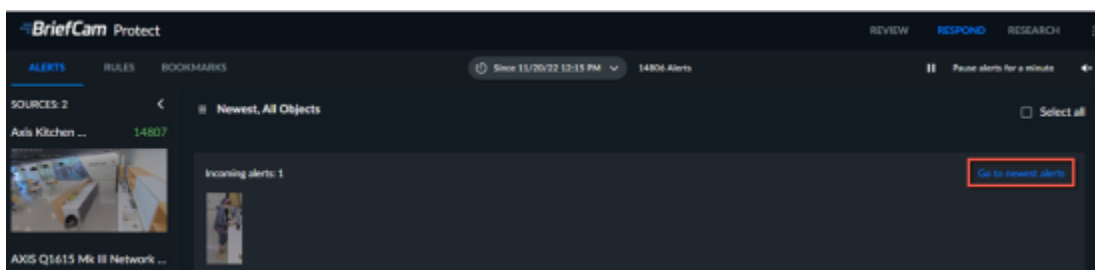 BriefCam Protect
REVIEW RESPOND RESEARCH
ALERTS RULES BOOKMARKS
Since 11/20/22 12:15 PM 14806 Alerts
Pause alerts for a minute
SOURCES: 2
Newest, All Objects
Select all
Axis Kitchen ... 14807
Incoming alerts: 1
Go to newest alerts
AXIS Q1615 Mk III Network ...